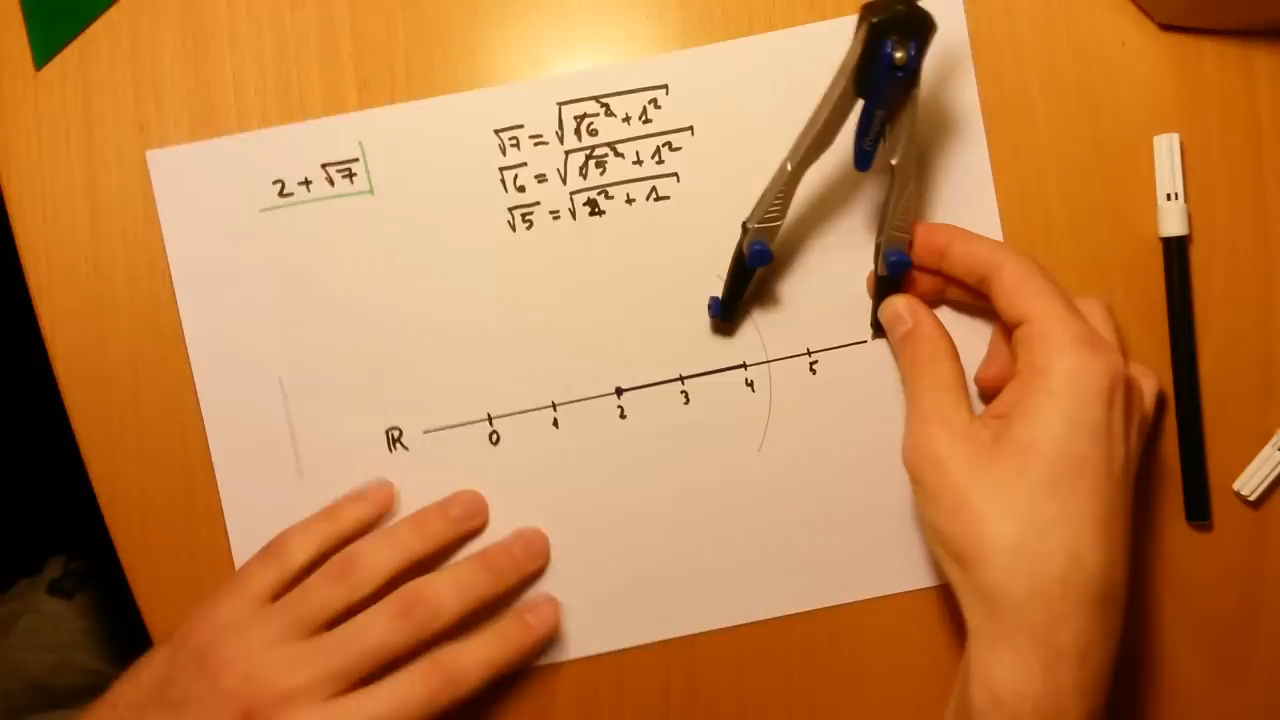 2 + √7
√7 = √(√6² + 1²)
√6 = √(√5² + 1²)
√5 = √(2² + 1)
ℝ 0 1 2 3 4 5